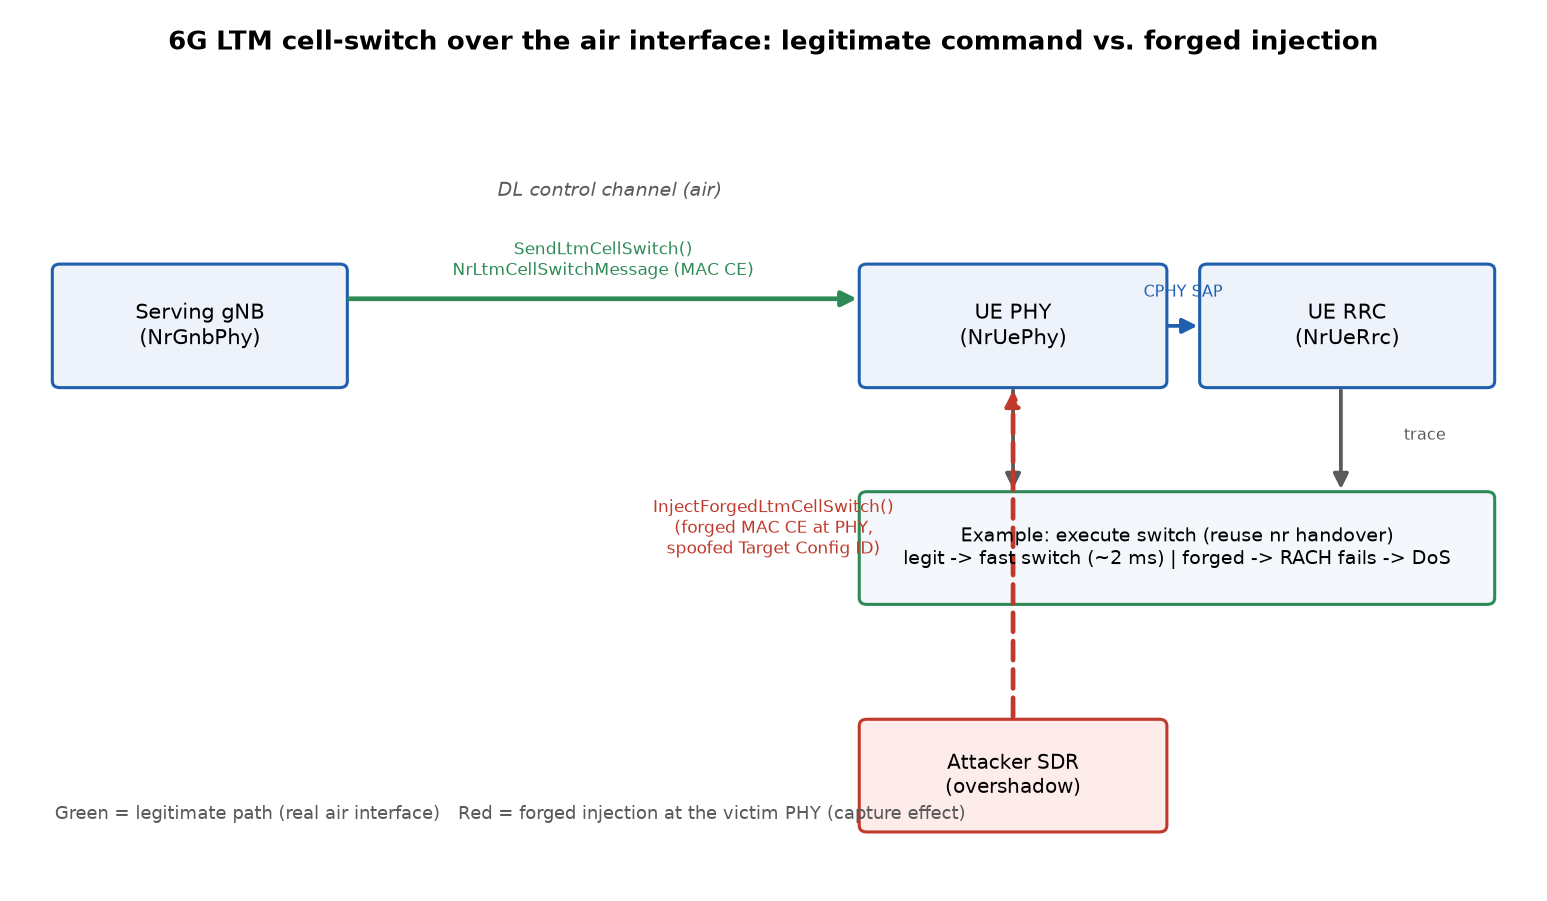 6G LTM cell-switch over the air interface: legitimate command vs. forged injection
DL control channel (air)
SendLtmCellSwitch()
NrLtmCellSwitchMessage (MAC CE)
Serving gNB
(NrGnbPhy)
UE PHY
(NrUePhy)
CPHY SAP
UE RRC
(NrUeRrc)
trace
InjectForgedLtmCellSwitch()
(forged MAC CE at PHY,
spoofed Target Config ID)
Example: execute switch (reuse nr handover)
legit -> fast switch (~2 ms) | forged -> RACH fails -> DoS
Attacker SDR
(overshadow)
Green = legitimate path (real air interface)   Red = forged injection at the victim PHY (capture effect)